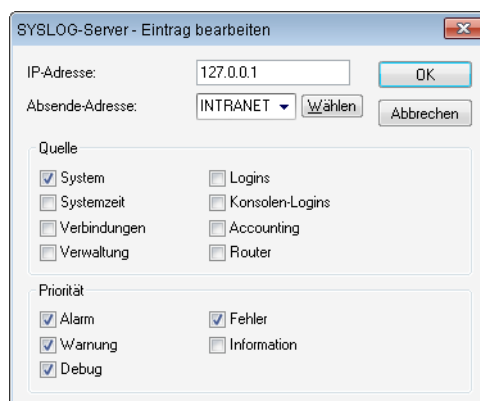 SYSLOG-Server - Eintrag bearbeiten
IP-Adresse: 127.0.0.1 OK
Absende-Adresse: INTRANET Wählen Abbrechen
Quelle
System Logins
Systemzeit Konsolen-Logins
Verbindungen Accounting
Verwaltung Router
Priorität
Alarm Fehler
Warnung Information
Debug